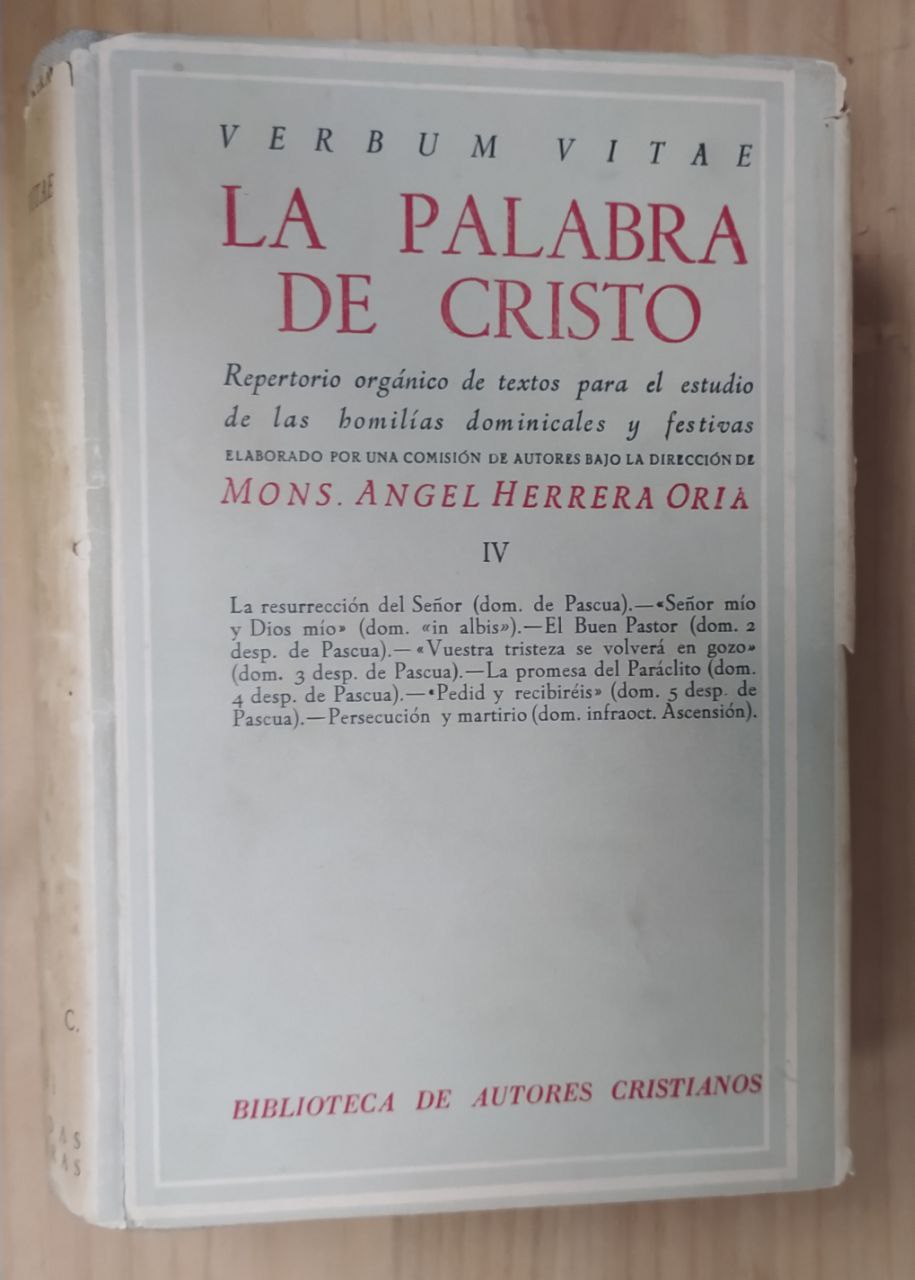 VERBUM VITAE
LA PALABRA
DE CRISTO
Repertorio orgánico de textos para el estudio
de las homilías dominicales y festivas
ELABORADO POR UNA COMISIÓN DE AUTORES BAJO LA DIRECCIÓN DE
MONS. ANGEL HERRERA ORIA
IV
La resurrección del Señor (dom. de Pascua).—«Señor mío
y Dios mío» (dom. «in albis»).—El Buen Pastor (dom. 2
desp. de Pascua).—«Vuestra tristeza se volverá en gozo»
(dom. 3 desp. de Pascua).—La promesa del Paráclito (dom.
4 desp. de Pascua).—«Pedid y recibiréis» (dom. 5 desp. de
Pascua).—Persecución y martirio (dom. infraoct. Ascensión).
BIBLIOTECA DE AUTORES CRISTIANOS
C.